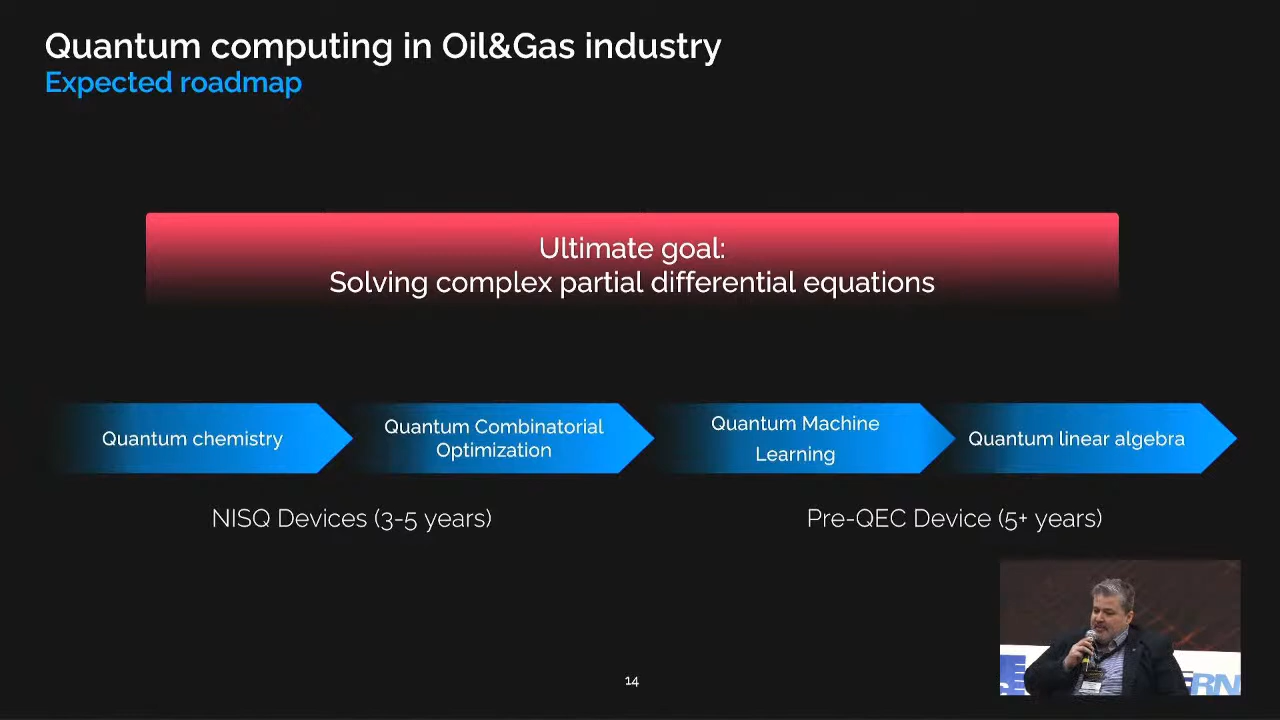 Quantum computing in Oil&Gas industry
Expected roadmap
Ultimate goal:
Solving complex partial differential equations
Quantum chemistry
Quantum Combinatorial
Optimization
Quantum Machine
Learning
Quantum linear algebra
NISQ Devices (3-5 years)
Pre-QEC Device (5+ years)
14